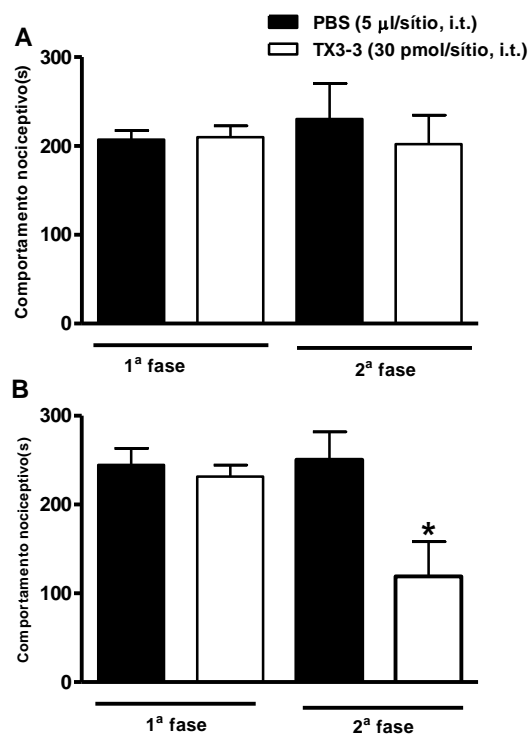 PBS (5 µl/sítio, i.t.)
TX3-3 (30 pmol/sítio, i.t.)
A
Comportamento nociceptivo(s)
300
200
100
0
1ª fase
2ª fase
B
Comportamento nociceptivo(s)
300
200
100
0
*
1ª fase
2ª fase